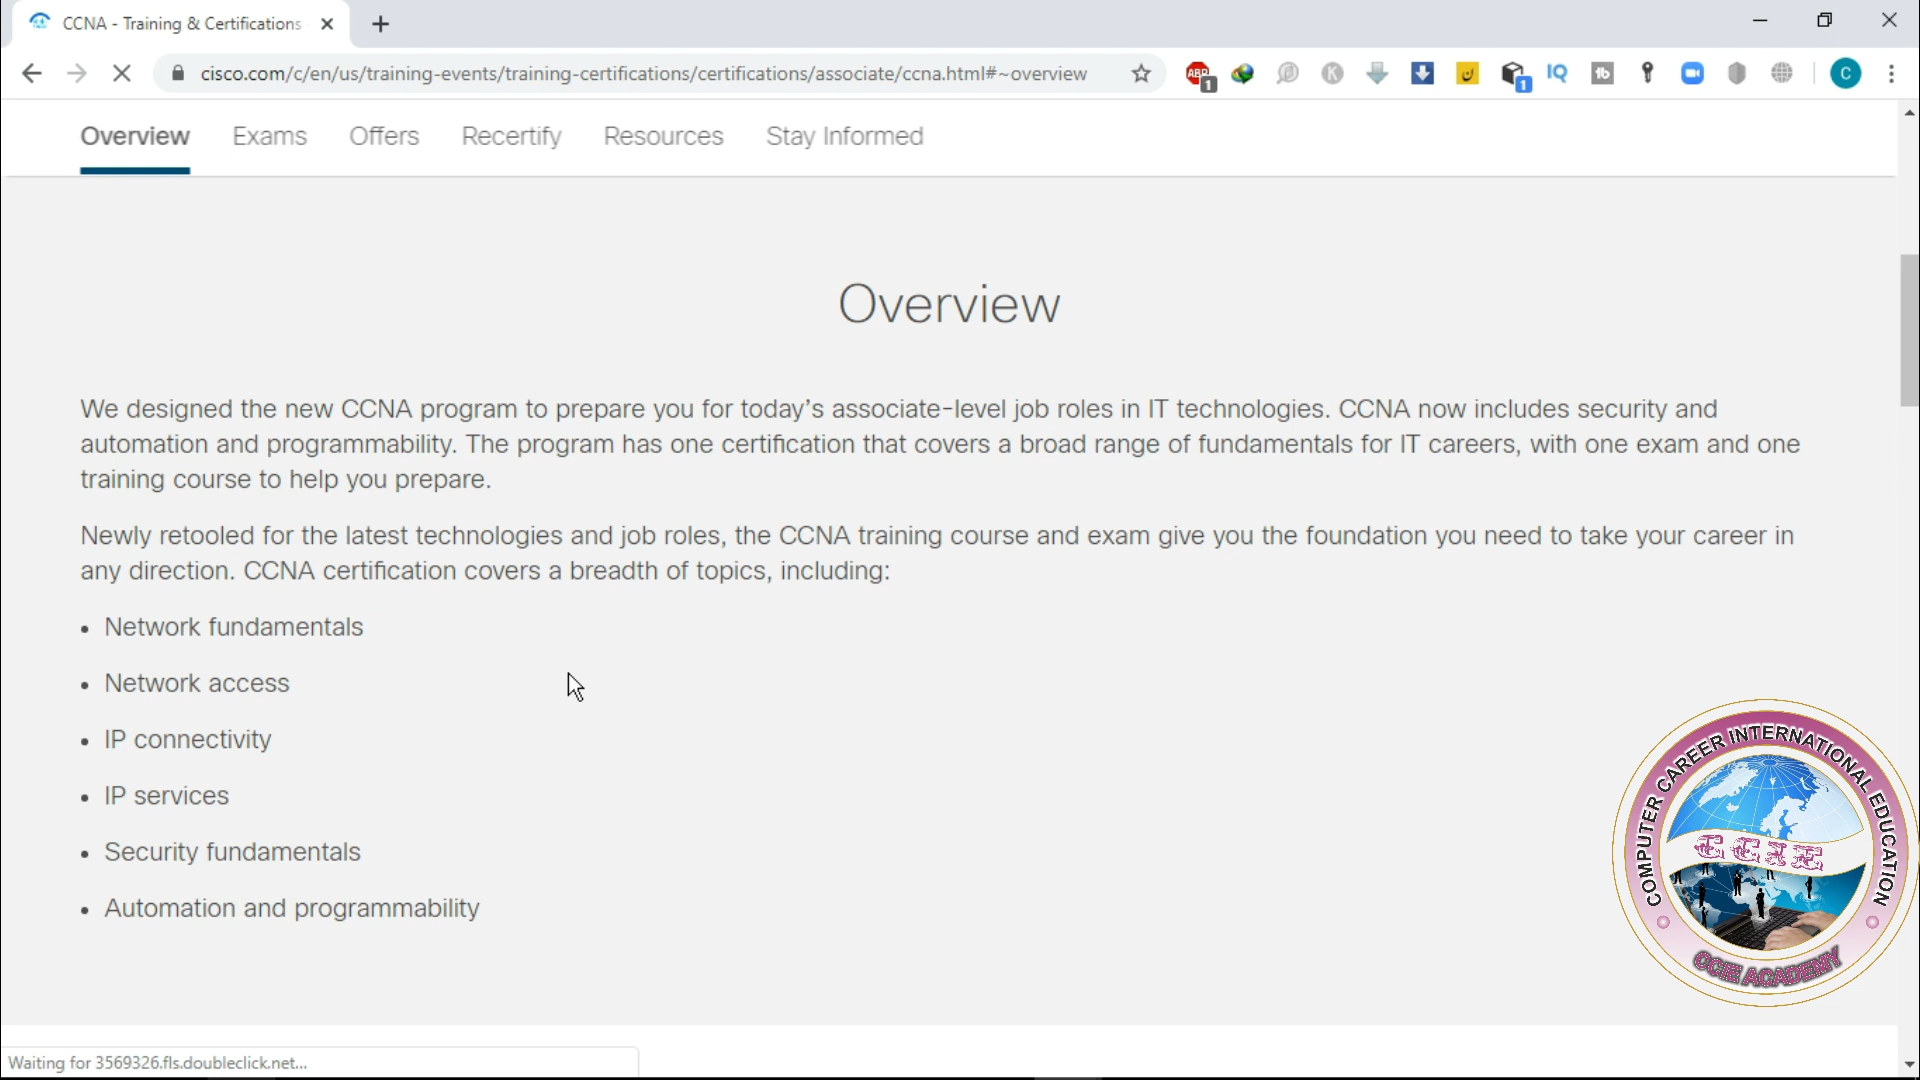 CCNA - Training & Certifications
cisco.com/c/en/us/training-events/training-certifications/certifications/associate/ccna.html#~overview
ABP
1
K
1
IQ
tb
C
Overview Exams Offers Recertify Resources Stay Informed
Overview
We designed the new CCNA program to prepare you for today's associate-level job roles in IT technologies. CCNA now includes security and
automation and programmability. The program has one certification that covers a broad range of fundamentals for IT careers, with one exam and one
training course to help you prepare.
Newly retooled for the latest technologies and job roles, the CCNA training course and exam give you the foundation you need to take your career in
any direction. CCNA certification covers a breadth of topics, including:
• Network fundamentals
• Network access
• IP connectivity
• IP services
• Security fundamentals
• Automation and programmability
COMPUTER CAREER INTERNATIONAL EDUCATION
CCIE
CCIE ACADEMY
Waiting for 3569326.fls.doubleclick.net...